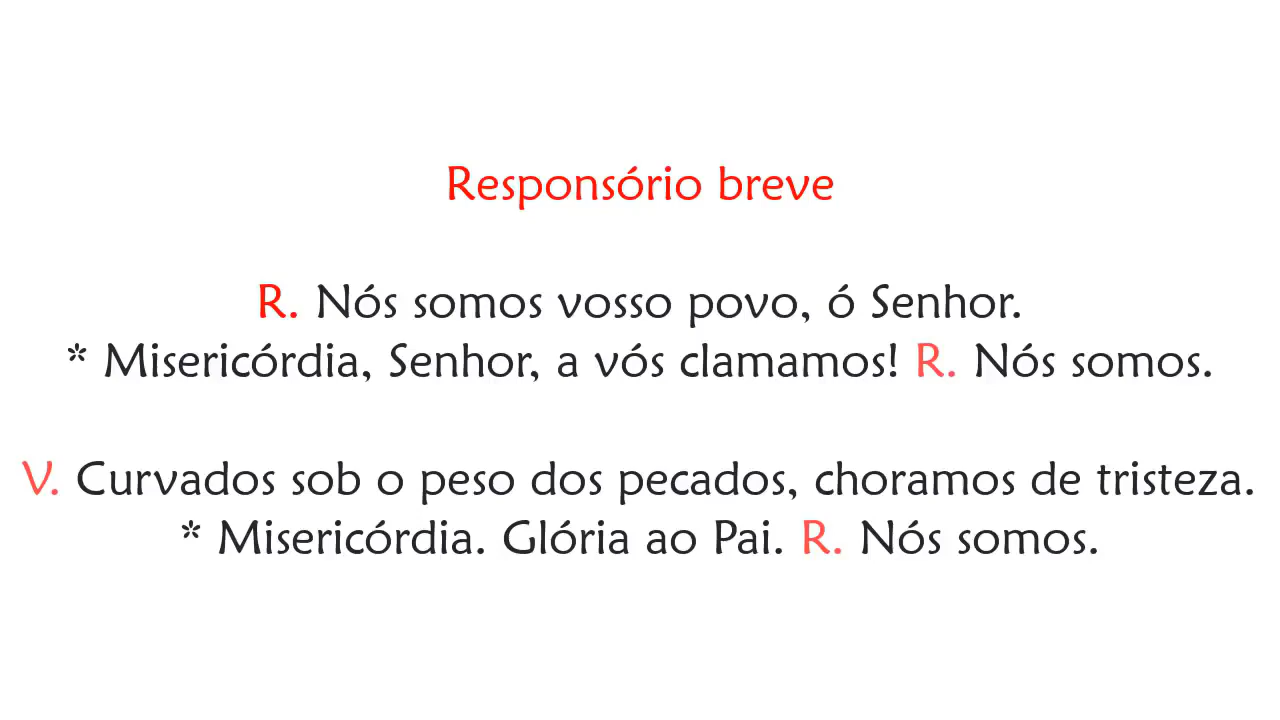 Responsório breve
R. Nós somos vosso povo, ó Senhor.
* Misericórdia, Senhor, a vós clamamos! R. Nós somos.
V. Curvados sob o peso dos pecados, choramos de tristeza.
* Misericórdia. Glória ao Pai. R. Nós somos.